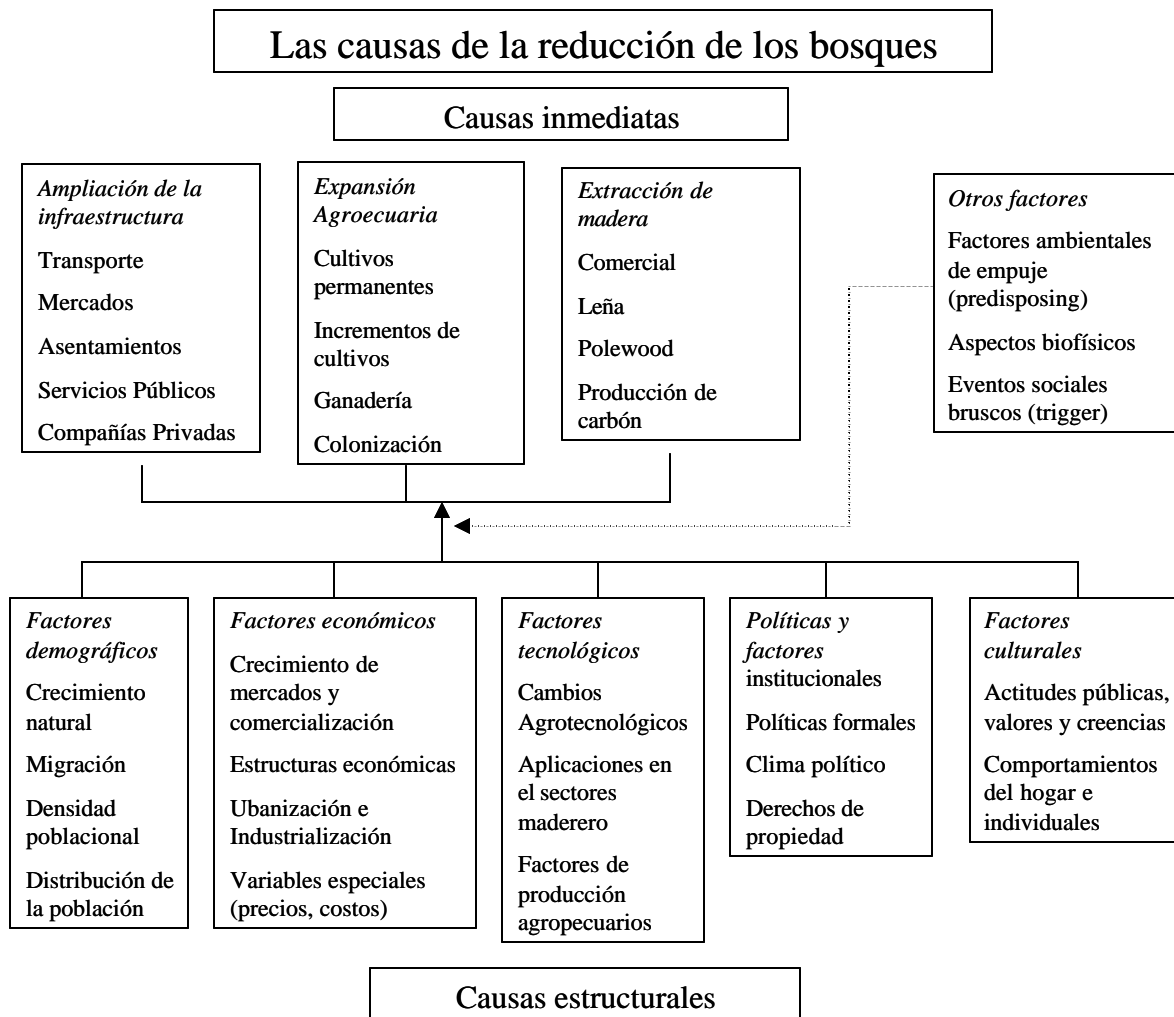 Las causas de la reducción de los bosques
Causas inmediatas
Ampliación de la
infraestructura
Transporte
Mercados
Asentamientos
Servicios Públicos
Compañías Privadas
Expansión
Agroecuaria
Cultivos
permanentes
Incrementos de
cultivos
Ganadería
Colonización
Extracción de
madera
Comercial
Leña
Polewood
Producción de
carbón
Otros factores
Factores ambientales
de empuje
(predisposing)
Aspectos biofísicos
Eventos sociales
bruscos (trigger)
Factores
demográficos
Crecimiento
natural
Migración
Densidad
poblacional
Distribución de
la población
Factores económicos
Crecimiento de
mercados y
comercialización
Estructuras económicas
Ubanización e
Industrialización
Variables especiales
(precios, costos)
Factores
tecnológicos
Cambios
Agrotecnológicos
Aplicaciones en
el sectores
maderero
Factores de
producción
agropecuarios
Políticas y
factores
institucionales
Políticas formales
Clima político
Derechos de
propiedad
Factores
culturales
Actitudes públicas,
valores y creencias
Comportamientos
del hogar e
individuales
Causas estructurales